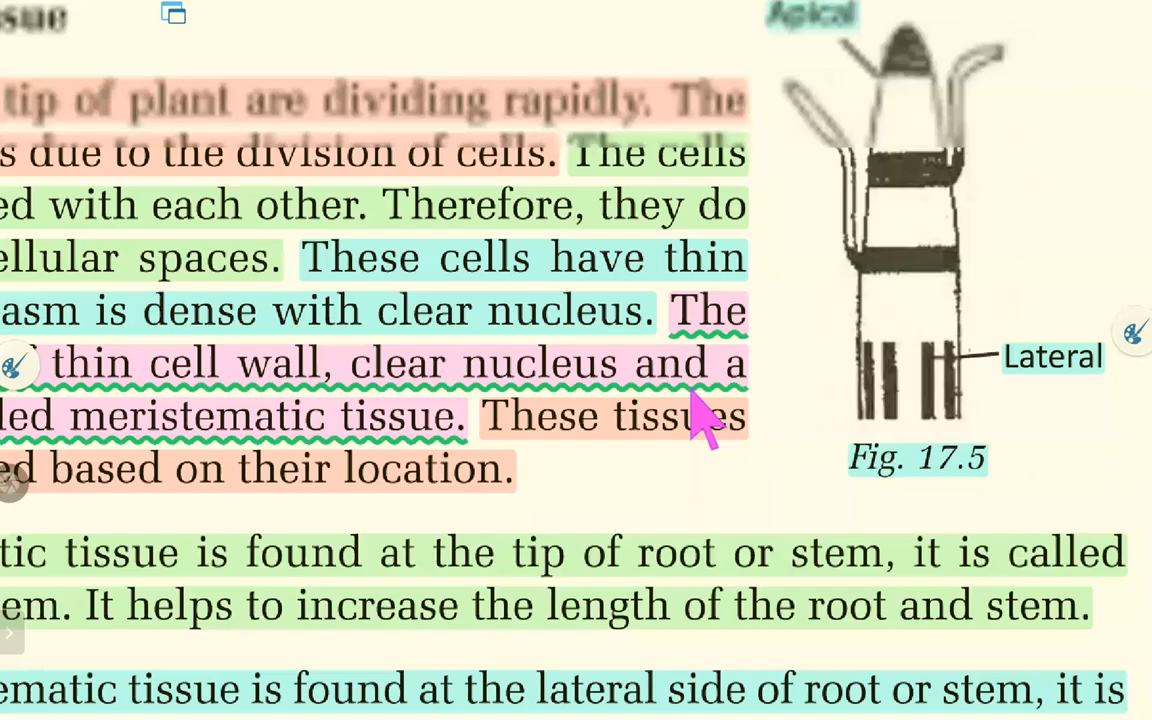 ssue
Apical
tip of plant are dividing rapidly. The
s due to the division of cells. The cells
ed with each other. Therefore, they do
ellular spaces. These cells have thin
asm is dense with clear nucleus. The
thin cell wall, clear nucleus and a
Lateral
led meristematic tissue. These tissues
Fig. 17.5
ed based on their location.
tic tissue is found at the tip of root or stem, it is called
em. It helps to increase the length of the root and stem.
ematic tissue is found at the lateral side of root or stem, it is